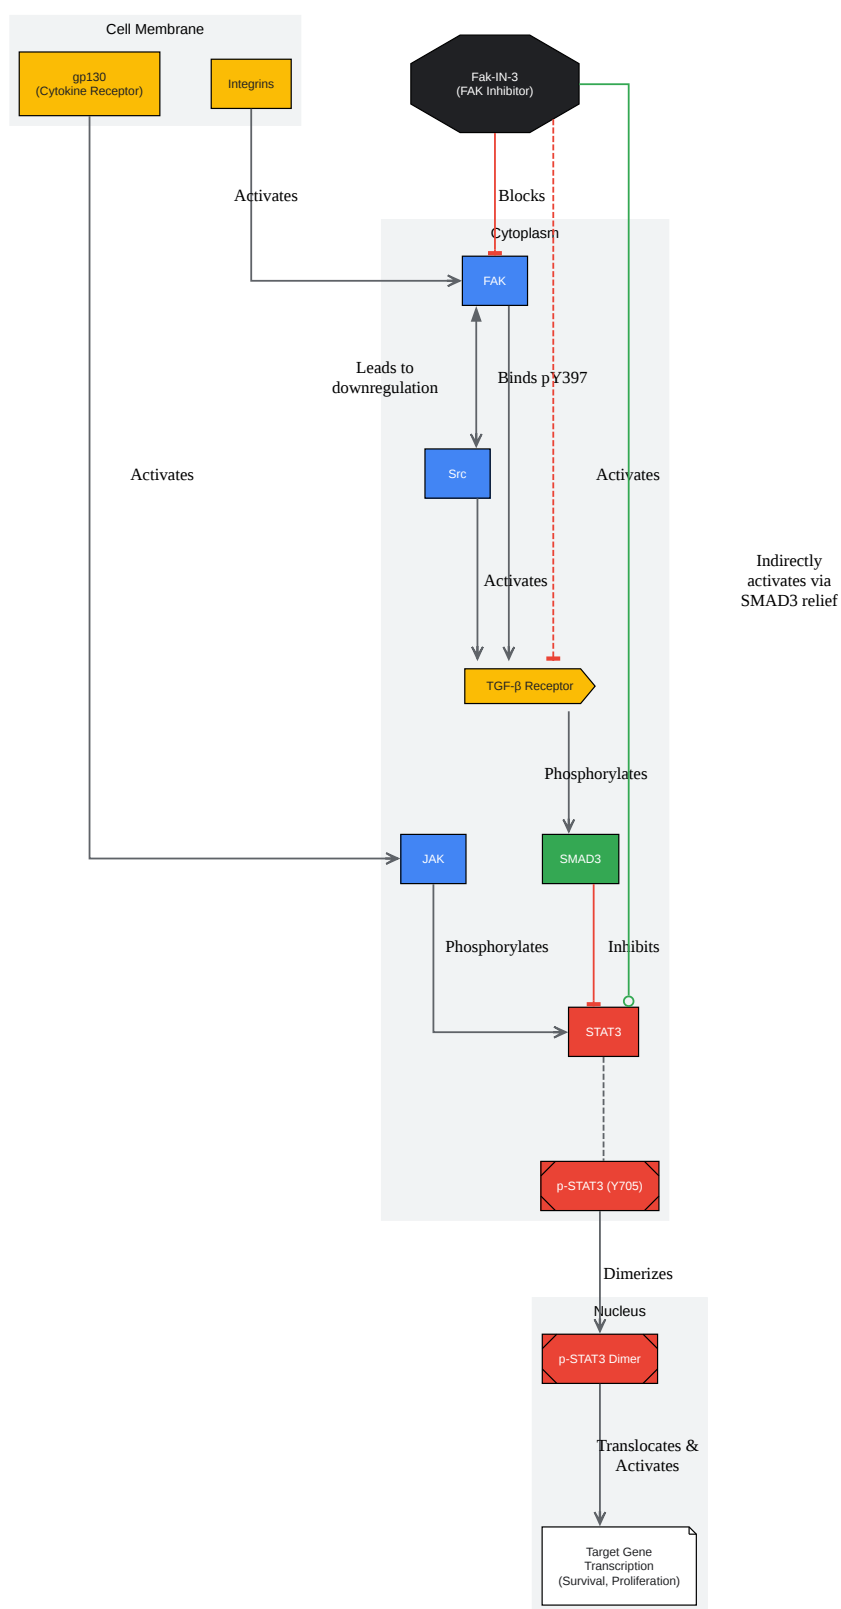 Cell Membrane
gp130
(Cytokine Receptor)
Integrins
Fak-IN-3
(FAK Inhibitor)
Activates
Blocks
Cytoplasm
FAK
Leads to
downregulation
Binds pY397
Src
Activates
Activates
Indirectly
activates via
SMAD3 relief
Activates
TGF-β Receptor
Phosphorylates
JAK
SMAD3
Phosphorylates
Inhibits
STAT3
p-STAT3 (Y705)
Dimerizes
Nucleus
p-STAT3 Dimer
Translocates &
Activates
Target Gene
Transcription
(Survival, Proliferation)